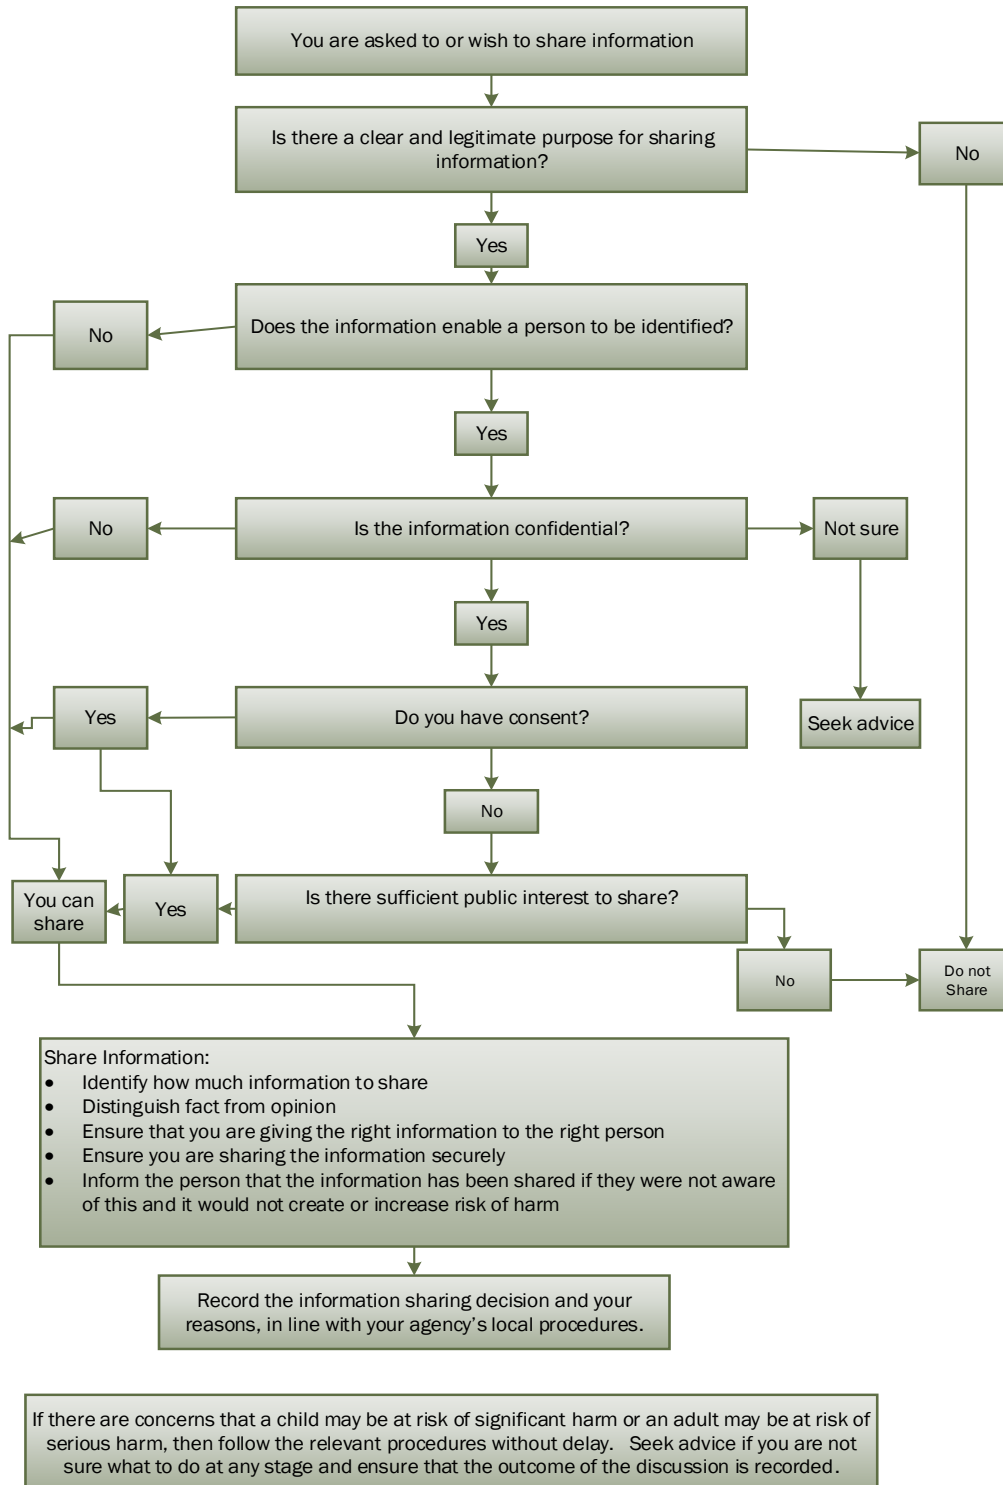 You are asked to or wish to share information
Is there a clear and legitimate purpose for sharing
information?
No
Yes
Does the information enable a person to be identified?
No
Yes
No
Is the information confidential?
Not sure
Yes
Yes
Do you have consent?
Seek advice
No
You can
share
Yes
Is there sufficient public interest to share?
No
Do not
Share
Share Information:
• Identify how much information to share
• Distinguish fact from opinion
• Ensure that you are giving the right information to the right person
• Ensure you are sharing the information securely
• Inform the person that the information has been shared if they were not aware
of this and it would not create or increase risk of harm
Record the information sharing decision and your
reasons, in line with your agency’s local procedures.
If there are concerns that a child may be at risk of significant harm or an adult may be at risk of
serious harm, then follow the relevant procedures without delay. Seek advice if you are not
sure what to do at any stage and ensure that the outcome of the discussion is recorded.